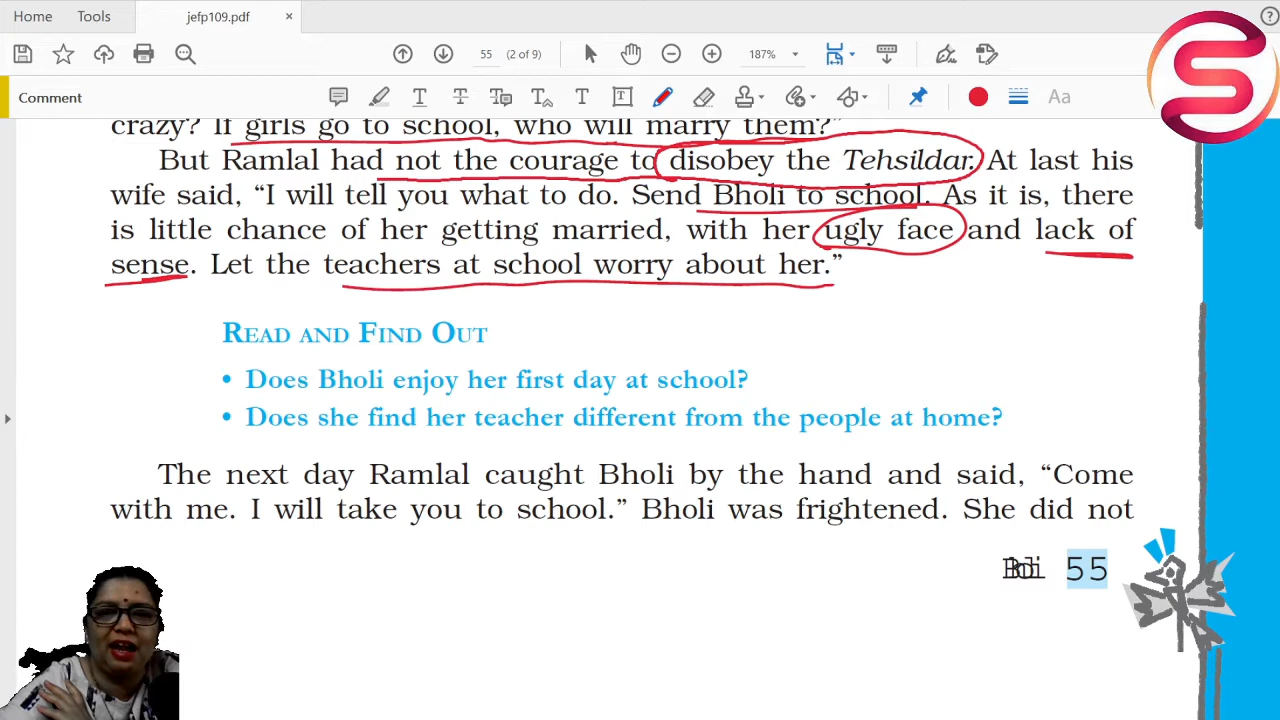 Home Tools jefp109.pdf × ?
55 (2 of 9) 187%
Comment Aa
crazy? If girls go to school, who will marry them?”
But Ramlal had not the courage to disobey the Tehsildar. At last his
wife said, “I will tell you what to do. Send Bholi to school. As it is, there
is little chance of her getting married, with her ugly face and lack of
sense. Let the teachers at school worry about her.”
READ AND FIND OUT
• Does Bholi enjoy her first day at school?
• Does she find her teacher different from the people at home?
The next day Ramlal caught Bholi by the hand and said, “Come
with me. I will take you to school.” Bholi was frightened. She did not
55